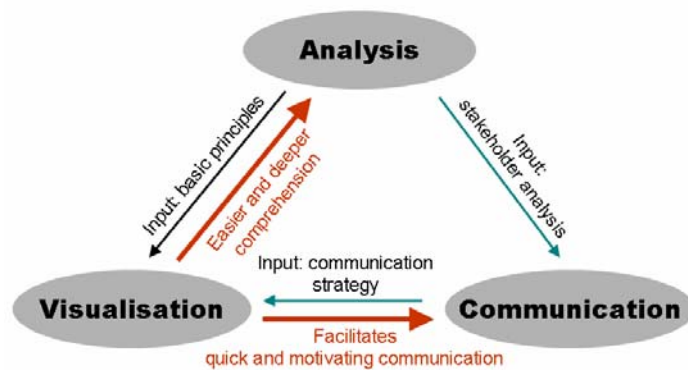 Analysis
Input: basic principles
Easier and deeper
comprehension
Input:
stakeholder analysis
Input: communication
strategy
Visualisation
Communication
Facilitates
quick and motivating communication